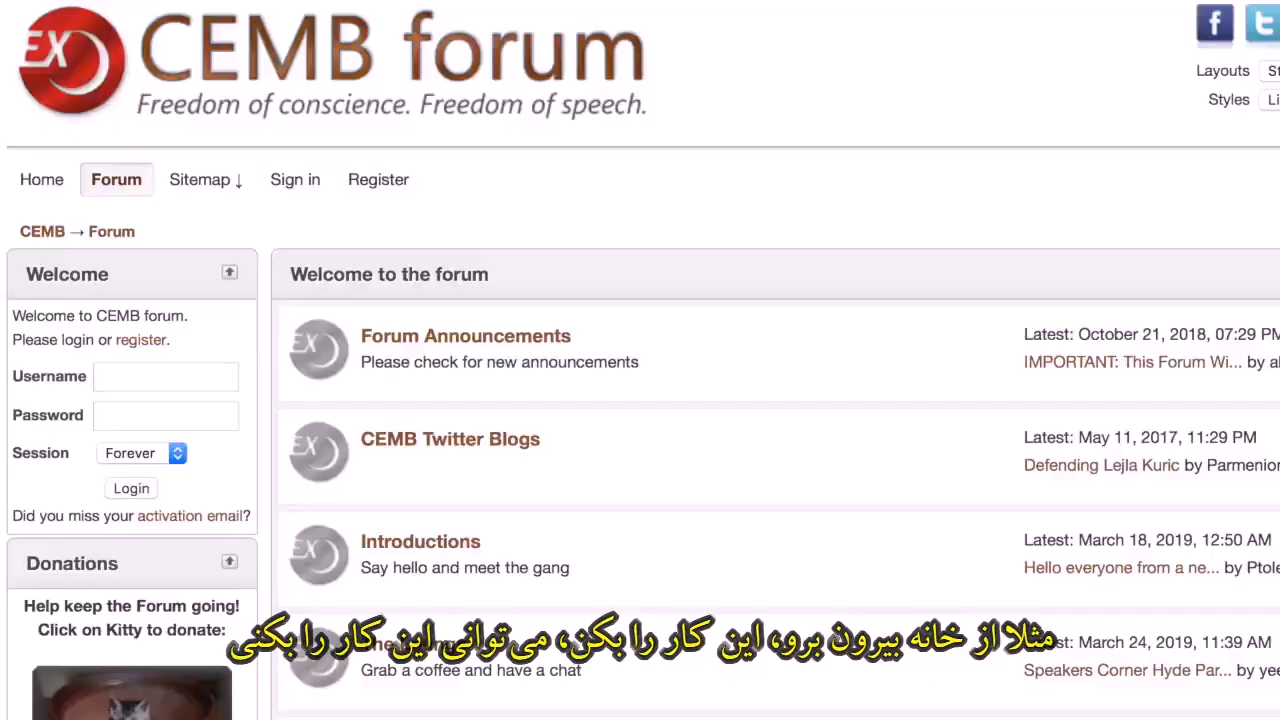 EX CEMB forum
Freedom of conscience. Freedom of speech.
Layouts
Styles
Home Forum Sitemap ↓ Sign in Register
CEMB → Forum
Welcome
Welcome to CEMB forum.
Please login or register.
Username
Password
Session Forever
Login
Did you miss your activation email?
Donations
Help keep the Forum going!
Click on Kitty to donate:
Welcome to the forum
Forum Announcements
Please check for new announcements
Latest: October 21, 2018, 07:29 PM
IMPORTANT: This Forum Wi... by
CEMB Twitter Blogs
Latest: May 11, 2017, 11:29 PM
Defending Lejla Kuric by Parmenion
Introductions
Say hello and meet the gang
Latest: March 18, 2019, 12:50 AM
Hello everyone from a ne... by
Grab a coffee and have a chat
Latest: March 24, 2019, 11:39 AM
Speakers Corner Hyde Par... by
مثلا از خانه بیرون برو، این کار را بکن، می‌توانی این کار را بکنی